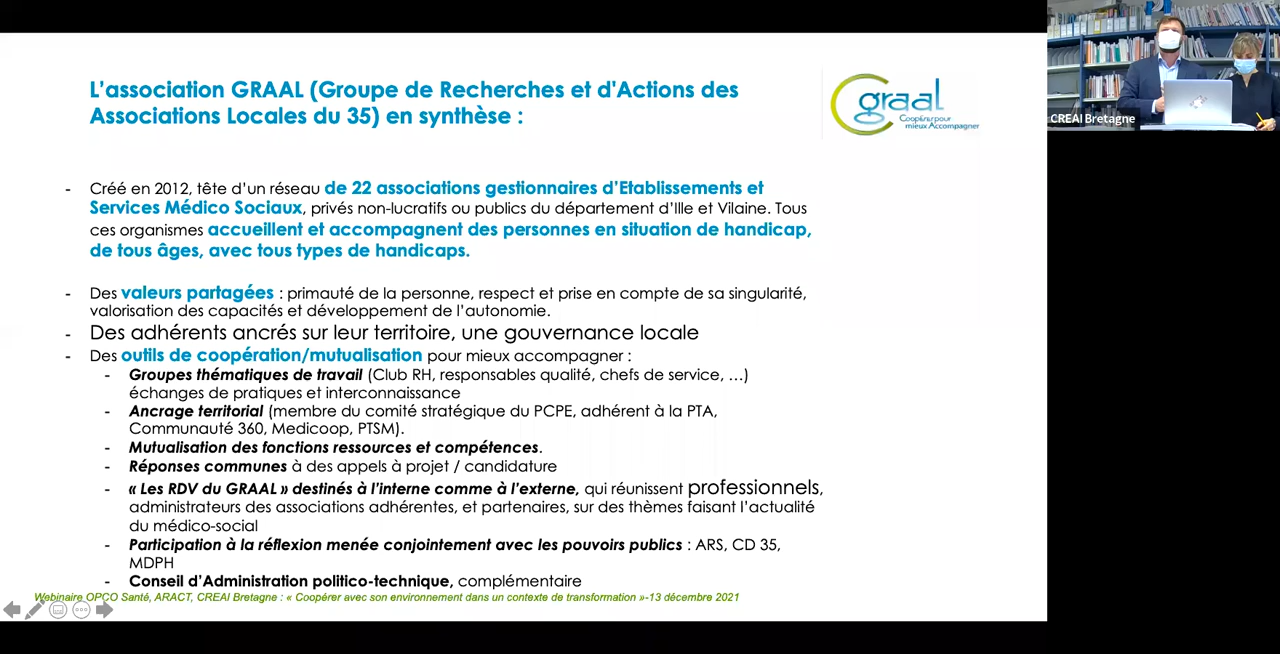 L'association GRAAL (Groupe de Recherches et d'Actions des
Associations Locales du 35) en synthèse :
graal
Coopérer pour
mieux Accompagner
CREAI Bretagne
- Créé en 2012, tête d'un réseau de 22 associations gestionnaires d'Etablissements et
Services Médico Sociaux, privés non-lucratifs ou publics du département d'Ille et Vilaine. Tous
ces organismes accueillent et accompagnent des personnes en situation de handicap,
de tous âges, avec tous types de handicaps.
- Des valeurs partagées : primauté de la personne, respect et prise en compte de sa singularité,
valorisation des capacités et développement de l'autonomie.
- Des adhérents ancrés sur leur territoire, une gouvernance locale
- Des outils de coopération/mutualisation pour mieux accompagner :
- Groupes thématiques de travail (Club RH, responsables qualité, chefs de service, …)
échanges de pratiques et interconnaissance
- Ancrage territorial (membre du comité stratégique du PCPE, adhérent à la PTA,
Communauté 360, Medicoop, PTSM).
- Mutualisation des fonctions ressources et compétences.
- Réponses communes à des appels à projet / candidature
- « Les RDV du GRAAL » destinés à l'interne comme à l'externe, qui réunissent professionnels,
administrateurs des associations adhérentes, et partenaires, sur des thèmes faisant l'actualité
du médico-social
- Participation à la réflexion menée conjointement avec les pouvoirs publics : ARS, CD 35,
MDPH
- Conseil d'Administration politico-technique, complémentaire
Webinaire OPCO Santé, ARACT, CREAI Bretagne : « Coopérer avec son environnement dans un contexte de transformation »-13 décembre 2021